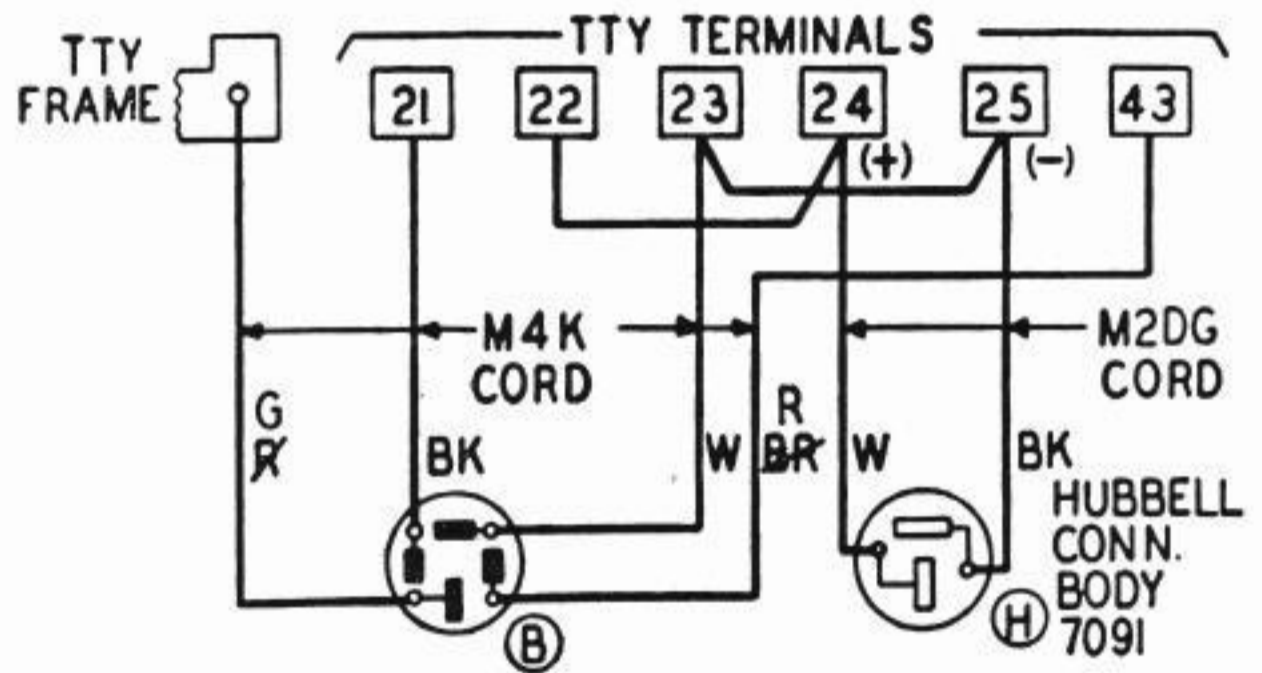 TTY TERMINALS
TTY
FRAME
21 22 23 24 25 43
(+) (-)
M4K
CORD
M2DG
CORD
G
R
BK
W
R
BR
W
BK
HUBBELL
CONN.
BODY
7091
B
H